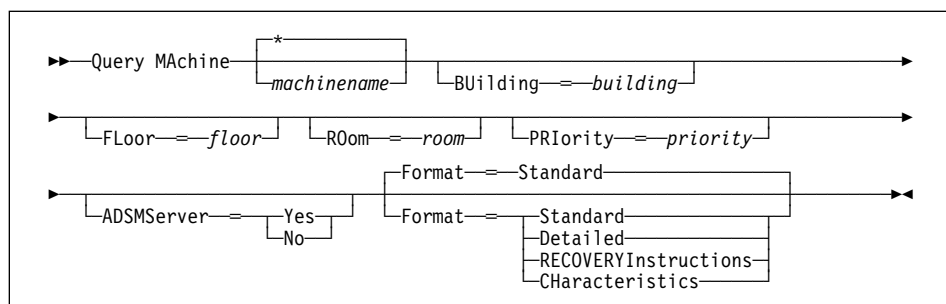 *
Query MAchine
machinename
BUilding = building
FLoor = floor
ROom = room
PRIority = priority
Format = Standard
ADSMServer = Yes
No
Format = Standard
Detailed
RECOVERYInstructions
CHaracteristics